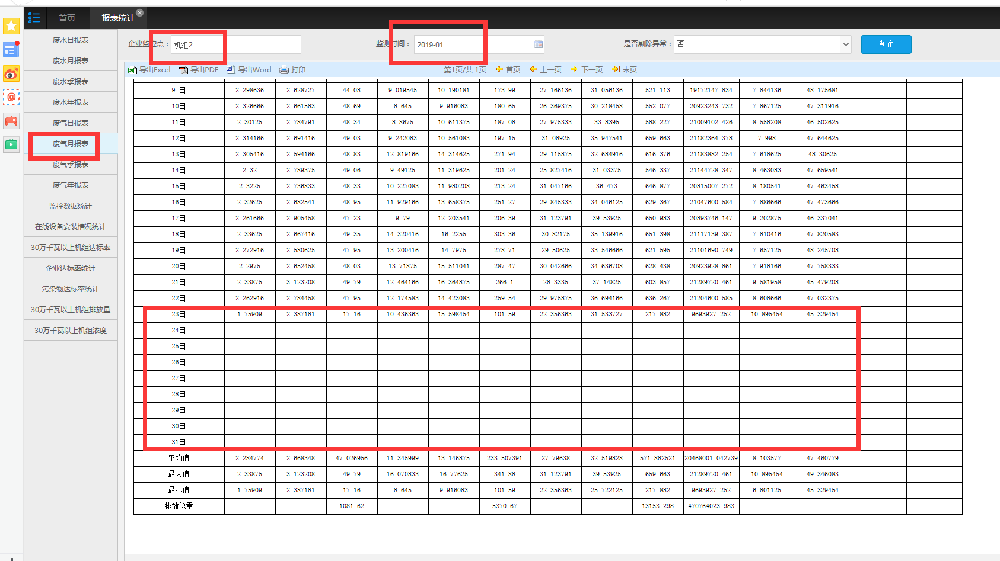 首页
报表统计
企业监控点：
机组2
监测时间：
2019-01
是否剔除异常：
否
查 询
导出Excel 导出PDF 导出Word 打印 第1页/共 1页 首页 上一页 下一页 末页
废水日报表
废水月报表
废水季报表
废水年报表
废气日报表
废气月报表
废气季报表
废气年报表
监控数据统计
在线设备安装情况统计
30万千瓦以上机组达标率
企业达标率统计
污染物达标率统计
30万千瓦以上机组排放量
30万千瓦以上机组浓度
9 日 2.298636 2.628727 44.08 9.019545 10.190181 173.99 27.166136 31.056136 521.113 19172147.834 7.844136 48.175681
10日 2.326666 2.661583 48.69 8.645 9.916083 180.65 26.369375 30.218458 552.077 20923243.732 7.867125 47.311916
11日 2.30125 2.784791 48.34 8.8675 10.611375 187.08 27.975333 33.8395 588.227 21009102.426 8.558208 46.502625
12日 2.314166 2.691416 49.03 9.242083 10.561083 197.15 31.08925 35.947541 659.663 21182364.378 7.998 47.644625
13日 2.305416 2.594166 48.83 12.819166 14.314625 271.94 29.115875 32.684916 616.376 21183882.254 7.618625 48.30625
14日 2.32 2.789375 49.06 9.49125 11.319625 201.24 25.827416 31.03375 546.337 21144728.347 8.463083 47.659541
15日 2.3225 2.736833 48.33 10.227083 11.980208 213.24 31.047166 36.473 646.877 20815007.272 8.180541 47.463458
16日 2.32625 2.682541 48.95 11.929166 13.658375 251.27 29.845333 34.046125 629.367 21047600.584 7.886666 47.473666
17日 2.261666 2.905458 47.23 9.79 12.203541 206.39 31.123791 39.53925 650.983 20893746.147 9.202875 46.337041
18日 2.33625 2.667416 49.35 14.320416 16.2255 303.36 30.82175 35.139916 651.398 21117139.387 7.810416 47.820583
19日 2.272916 2.580625 47.95 13.200416 14.7975 278.71 29.50625 33.546666 621.595 21101690.749 7.657125 48.245708
20日 2.2975 2.652458 48.03 13.71875 15.511041 287.47 30.042666 34.636708 628.438 20923928.861 7.918166 47.758333
21日 2.33875 3.123208 49.79 12.464166 16.364875 266.1 28.3335 37.14825 603.857 21289720.461 9.581958 45.479208
22日 2.262916 2.784458 47.95 12.174583 14.423083 259.54 29.975875 36.694166 636.267 21204600.585 8.608666 47.032375
23日 1.75909 2.387181 17.16 10.436363 15.598454 101.59 22.356363 31.533727 217.882 9693927.252 10.895454 45.329454
24日
25日
26日
27日
28日
29日
30日
31日
平均值 2.284774 2.668348 47.026956 11.345999 13.146875 233.507391 27.79638 32.519828 571.882521 20468001.042739 8.103577 47.460779
最大值 2.33875 3.123208 49.79 16.070833 16.77625 341.88 31.123791 39.53925 659.663 21289720.461 10.895454 49.346083
最小值 1.75909 2.387181 17.16 8.645 9.916083 101.59 22.356363 25.722125 217.882 9693927.252 6.801125 45.329454
排放总量 1081.62 5370.67 13153.298 470764023.983